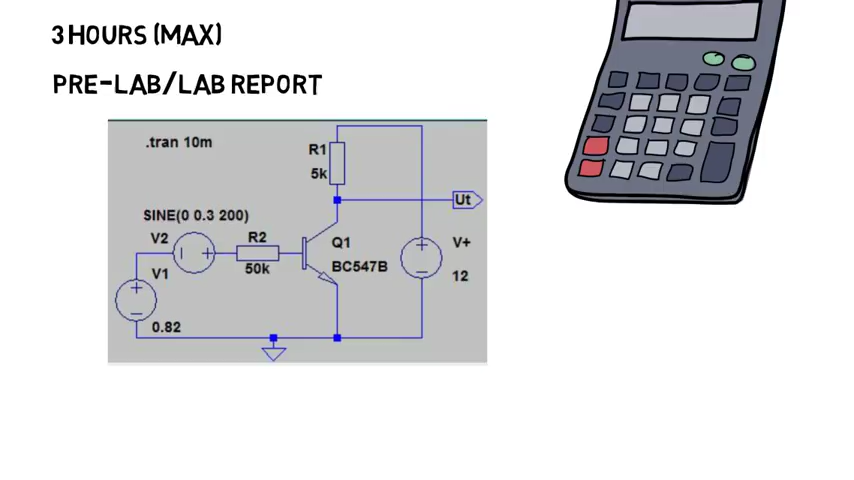 3 HOURS (MAX)
PRE-LAB/LAB REPORT
.tran 10m
R1
5k
Ut
SINE(0 0.3 200)
V2
R2
50k
Q1
BC547B
V+
12
V1
0.82